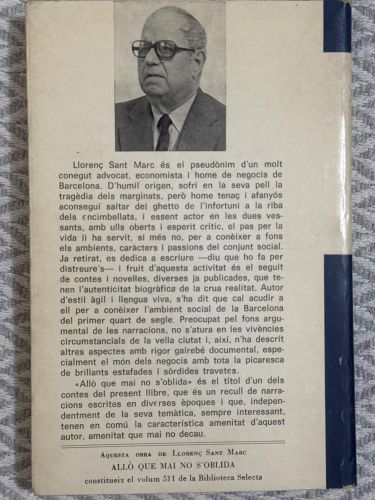 Llorenç Sant Marc és el pseudònim d'un molt
conegut advocat, economista i home de negocis de
Barcelona. D'humil origen, sofrí en la seva pell la
tragèdia dels marginats, però home tenaç i afanyós
aconseguí saltar del ghetto de l'infortuni a la riba
dels encimbellats, i essent actor en les dues ves-
sants, amb ulls oberts i esperit crític, el pas per la
vida li ha servit, si més no, per a conèixer a fons
els ambients, caràcters i passions del conjunt social.
Ja retirat, es dedica a escriure —diu que ho fa per
distreure's— i fruit d'aquesta activitat és el seguit
de contes i novel·les, diverses ja publicades, que te-
nen l'autenticitat biogràfica de la crua realitat. Autor
d'estil àgil i llengua viva, s'ha dit que cal acudir a
ell per a conèixer l'ambient social de la Barcelona
del primer quart de segle. Preocupat pel fons argu-
mental de les narracions, no s'atura en les vivències
circumstancials de la vella ciutat i, així, n'ha descrit
altres aspectes amb rigor gairebé documental, espe-
cialment el món dels negocis amb tota la picaresca
de brillants estafades i sòrdides travetes.
«Allò que mai no s'oblida» és el títol d'un dels
contes del present llibre, que és un recull de narra-
cions escrites en diverses èpoques i que, indepen-
dentment de la seva temàtica, sempre interessant,
tenen en comú la característica amenitat d'aquest
autor, amenitat que mai no decau.
Aquesta obra de Llorenç Sant Marc
ALLÒ QUE MAI NO S'OBLIDA
constitueix el volum 511 de la Biblioteca Selecta